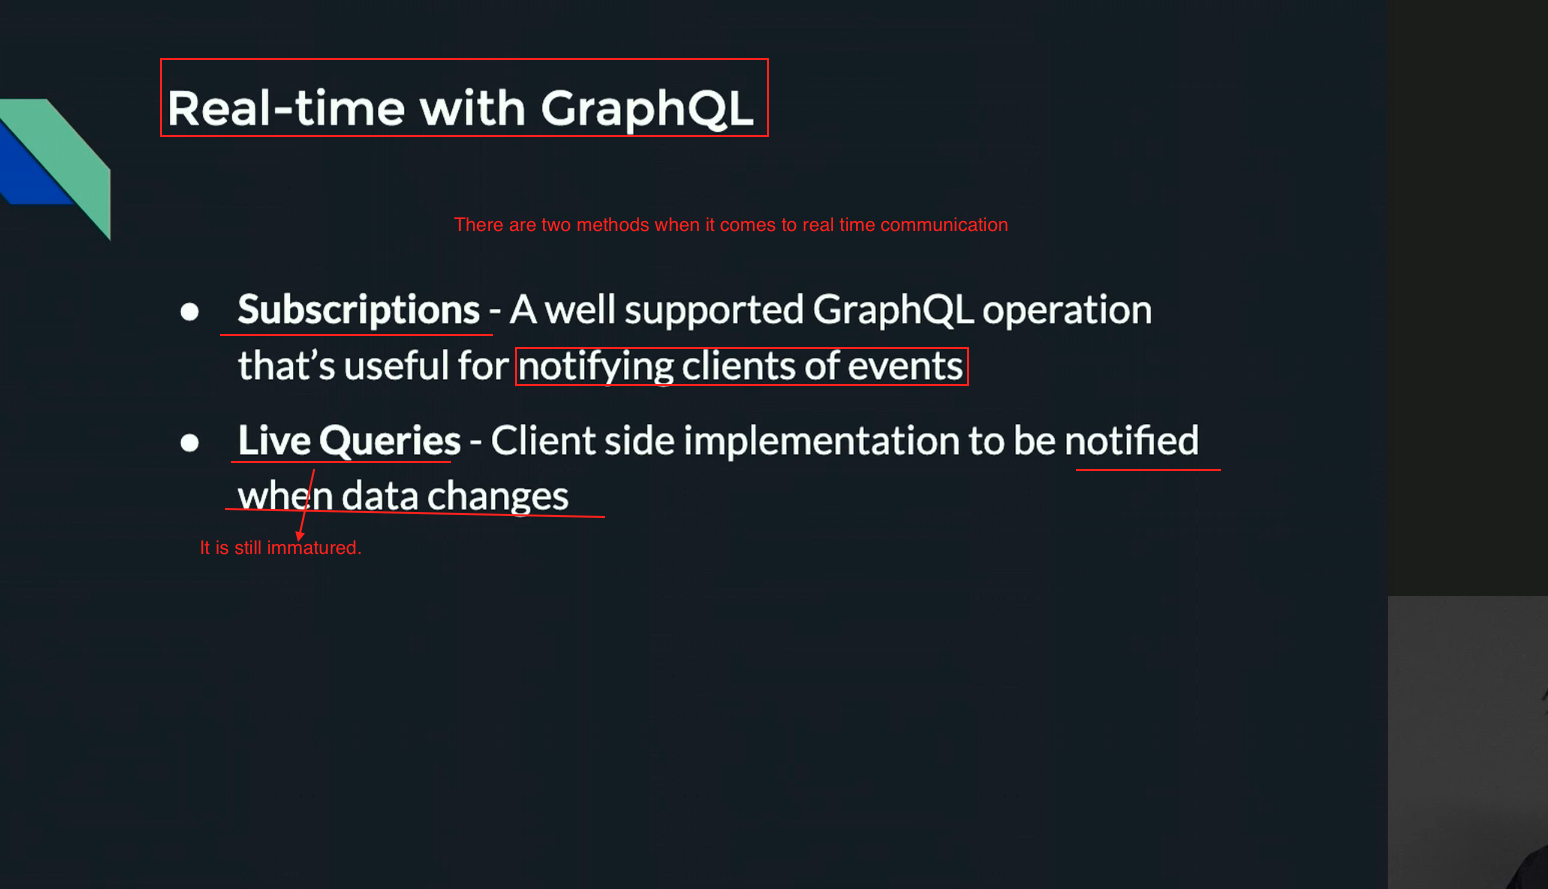 Real-time with GraphQL
There are two methods when it comes to real time communication
● Subscriptions - A well supported GraphQL operation
that’s useful for notifying clients of events
● Live Queries - Client side implementation to be notified
when data changes
It is still immatured.